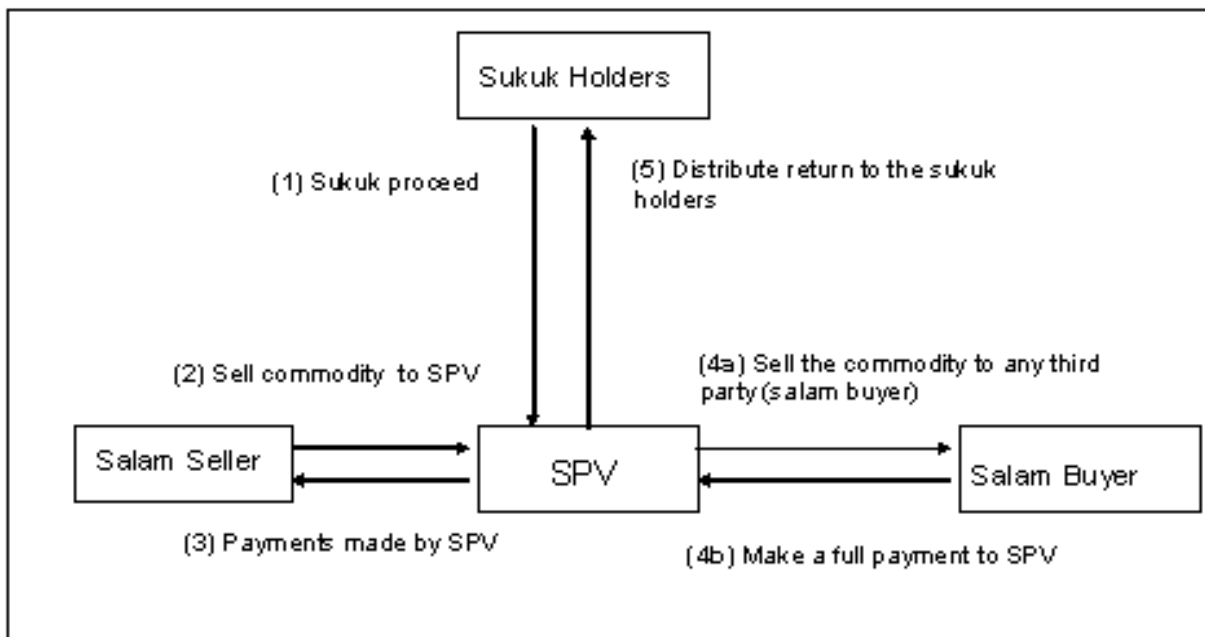 Sukuk Holders
(1) Sukuk proceed
(5) Distribute return to the sukuk
holders
(2) Sell commodity to SPV
(4a) Sell the commodity to any third
party (salam buyer)
Salam Seller
SPV
Salam Buyer
(3) Payments made by SPV
(4b) Make a full payment to SPV